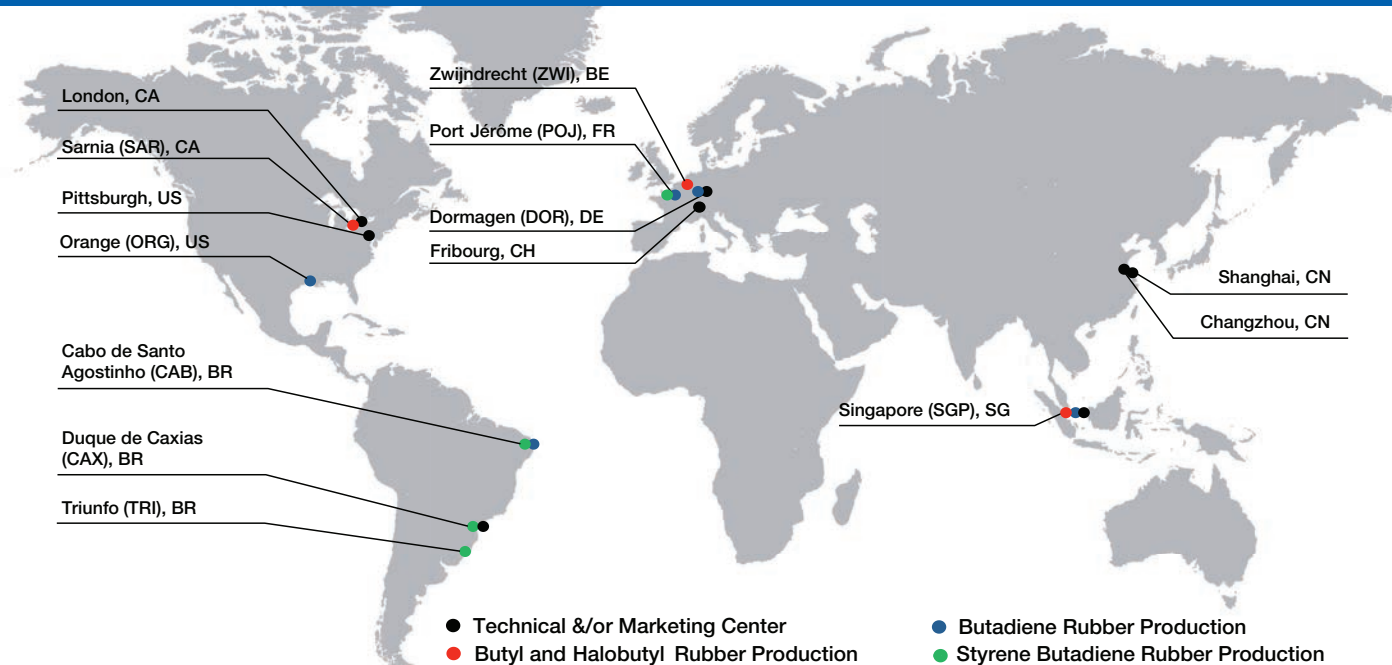 London, CA
Sarnia (SAR), CA
Pittsburgh, US
Orange (ORG), US
Cabo de Santo
Agostinho (CAB), BR
Duque de Caxias
(CAX), BR
Triunfo (TRI), BR
Zwijndrecht (ZWI), BE
Port Jérôme (POJ), FR
Dormagen (DOR), DE
Fribourg, CH
Shanghai, CN
Changzhou, CN
Singapore (SGP), SG
Technical &/or Marketing Center
Butyl and Halobutyl Rubber Production
Butadiene Rubber Production
Styrene Butadiene Rubber Production